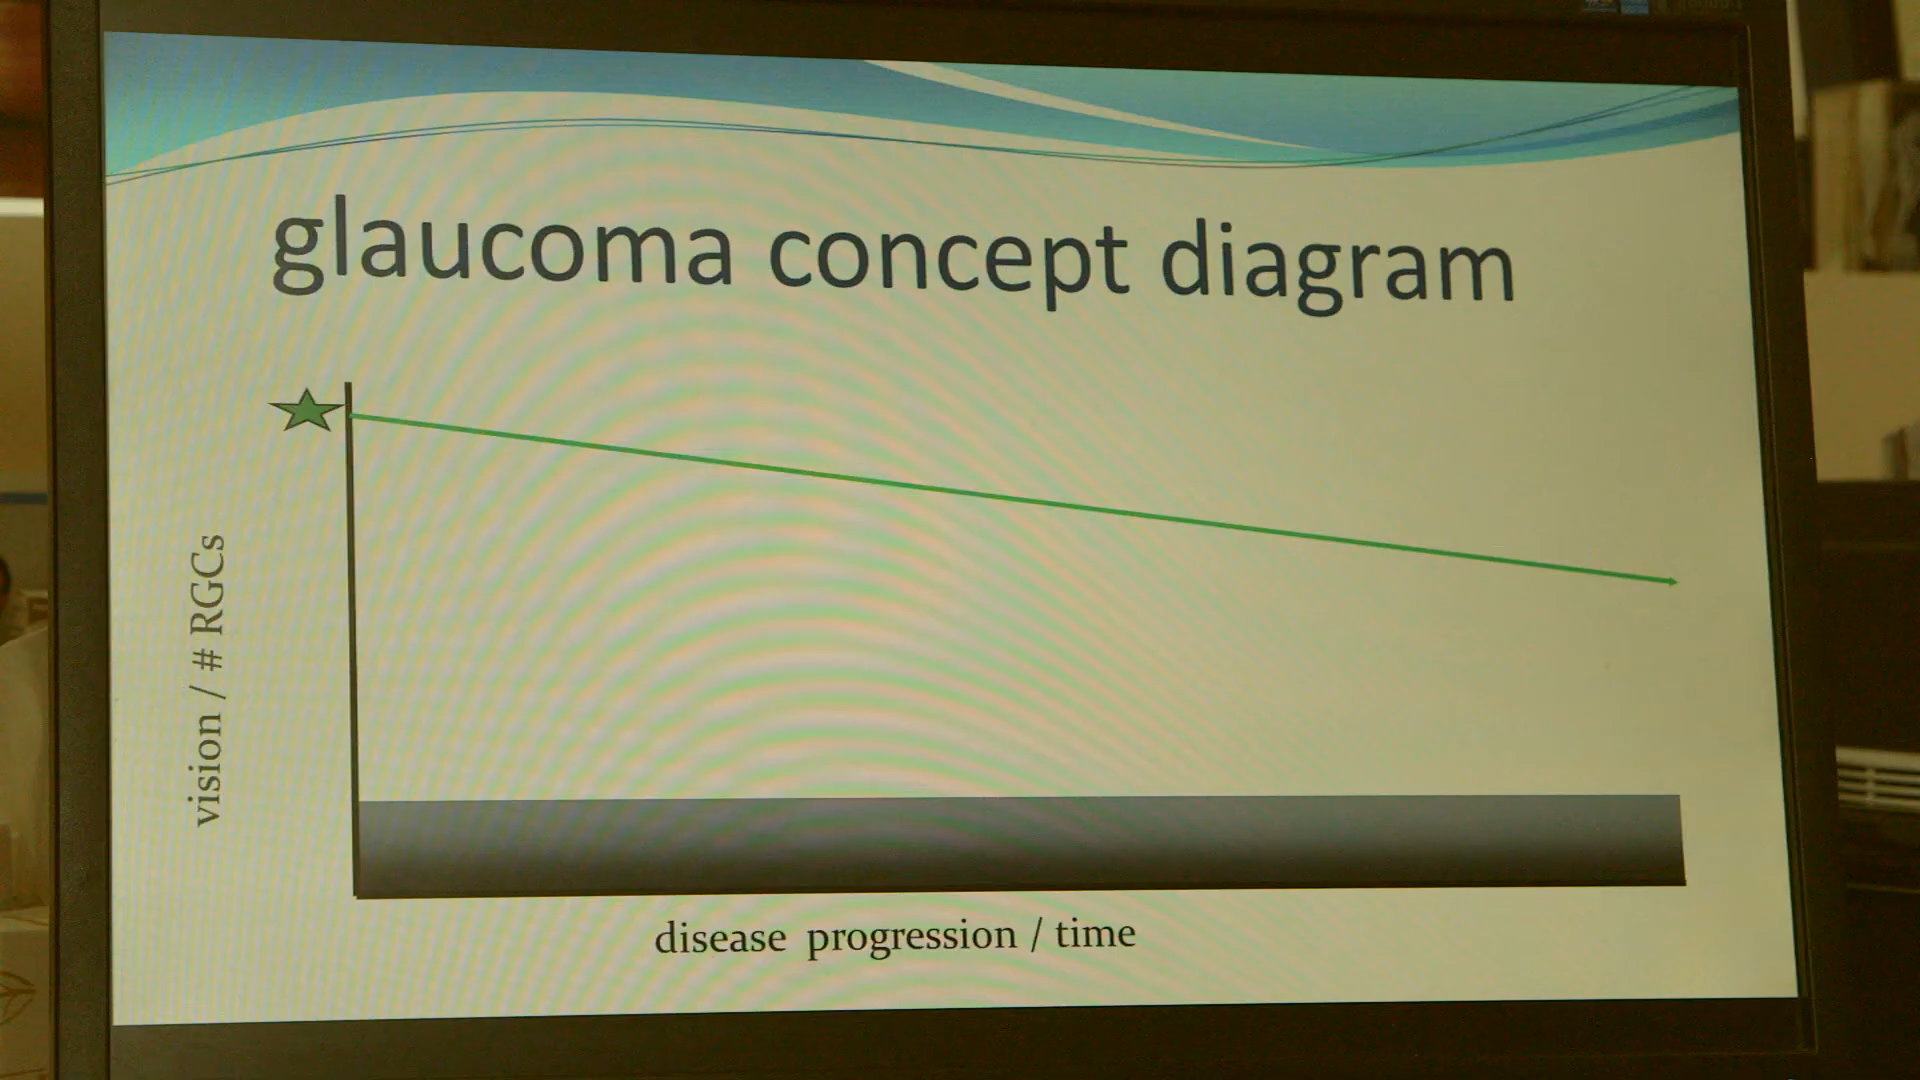 glaucoma concept diagram
vision / # RGCs
disease progression / time